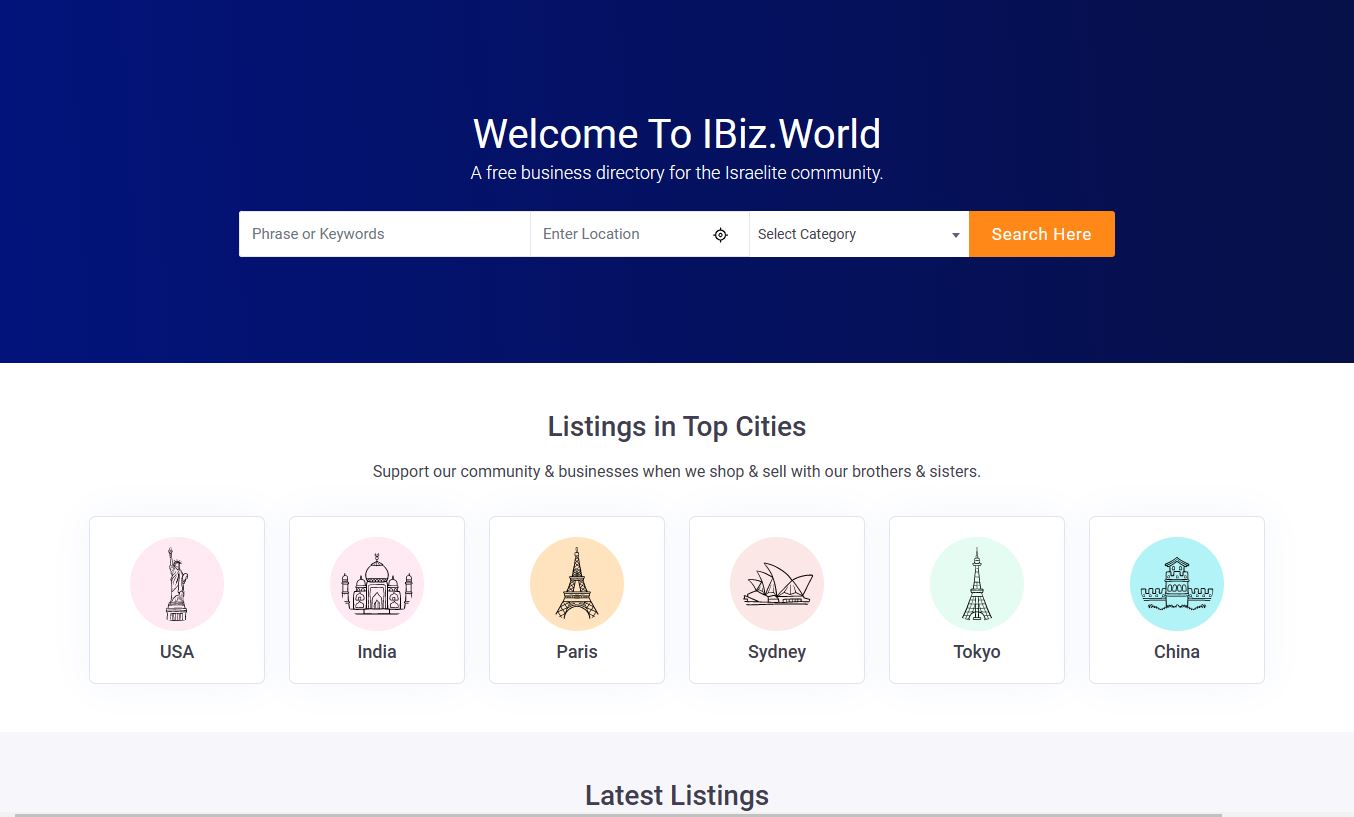 Welcome To IBiz.World
A free business directory for the Israelite community.
Phrase or Keywords
Enter Location
Select Category
Search Here
Listings in Top Cities
Support our community & businesses when we shop & sell with our brothers & sisters.
USA
India
Paris
Sydney
Tokyo
China
Latest Listings